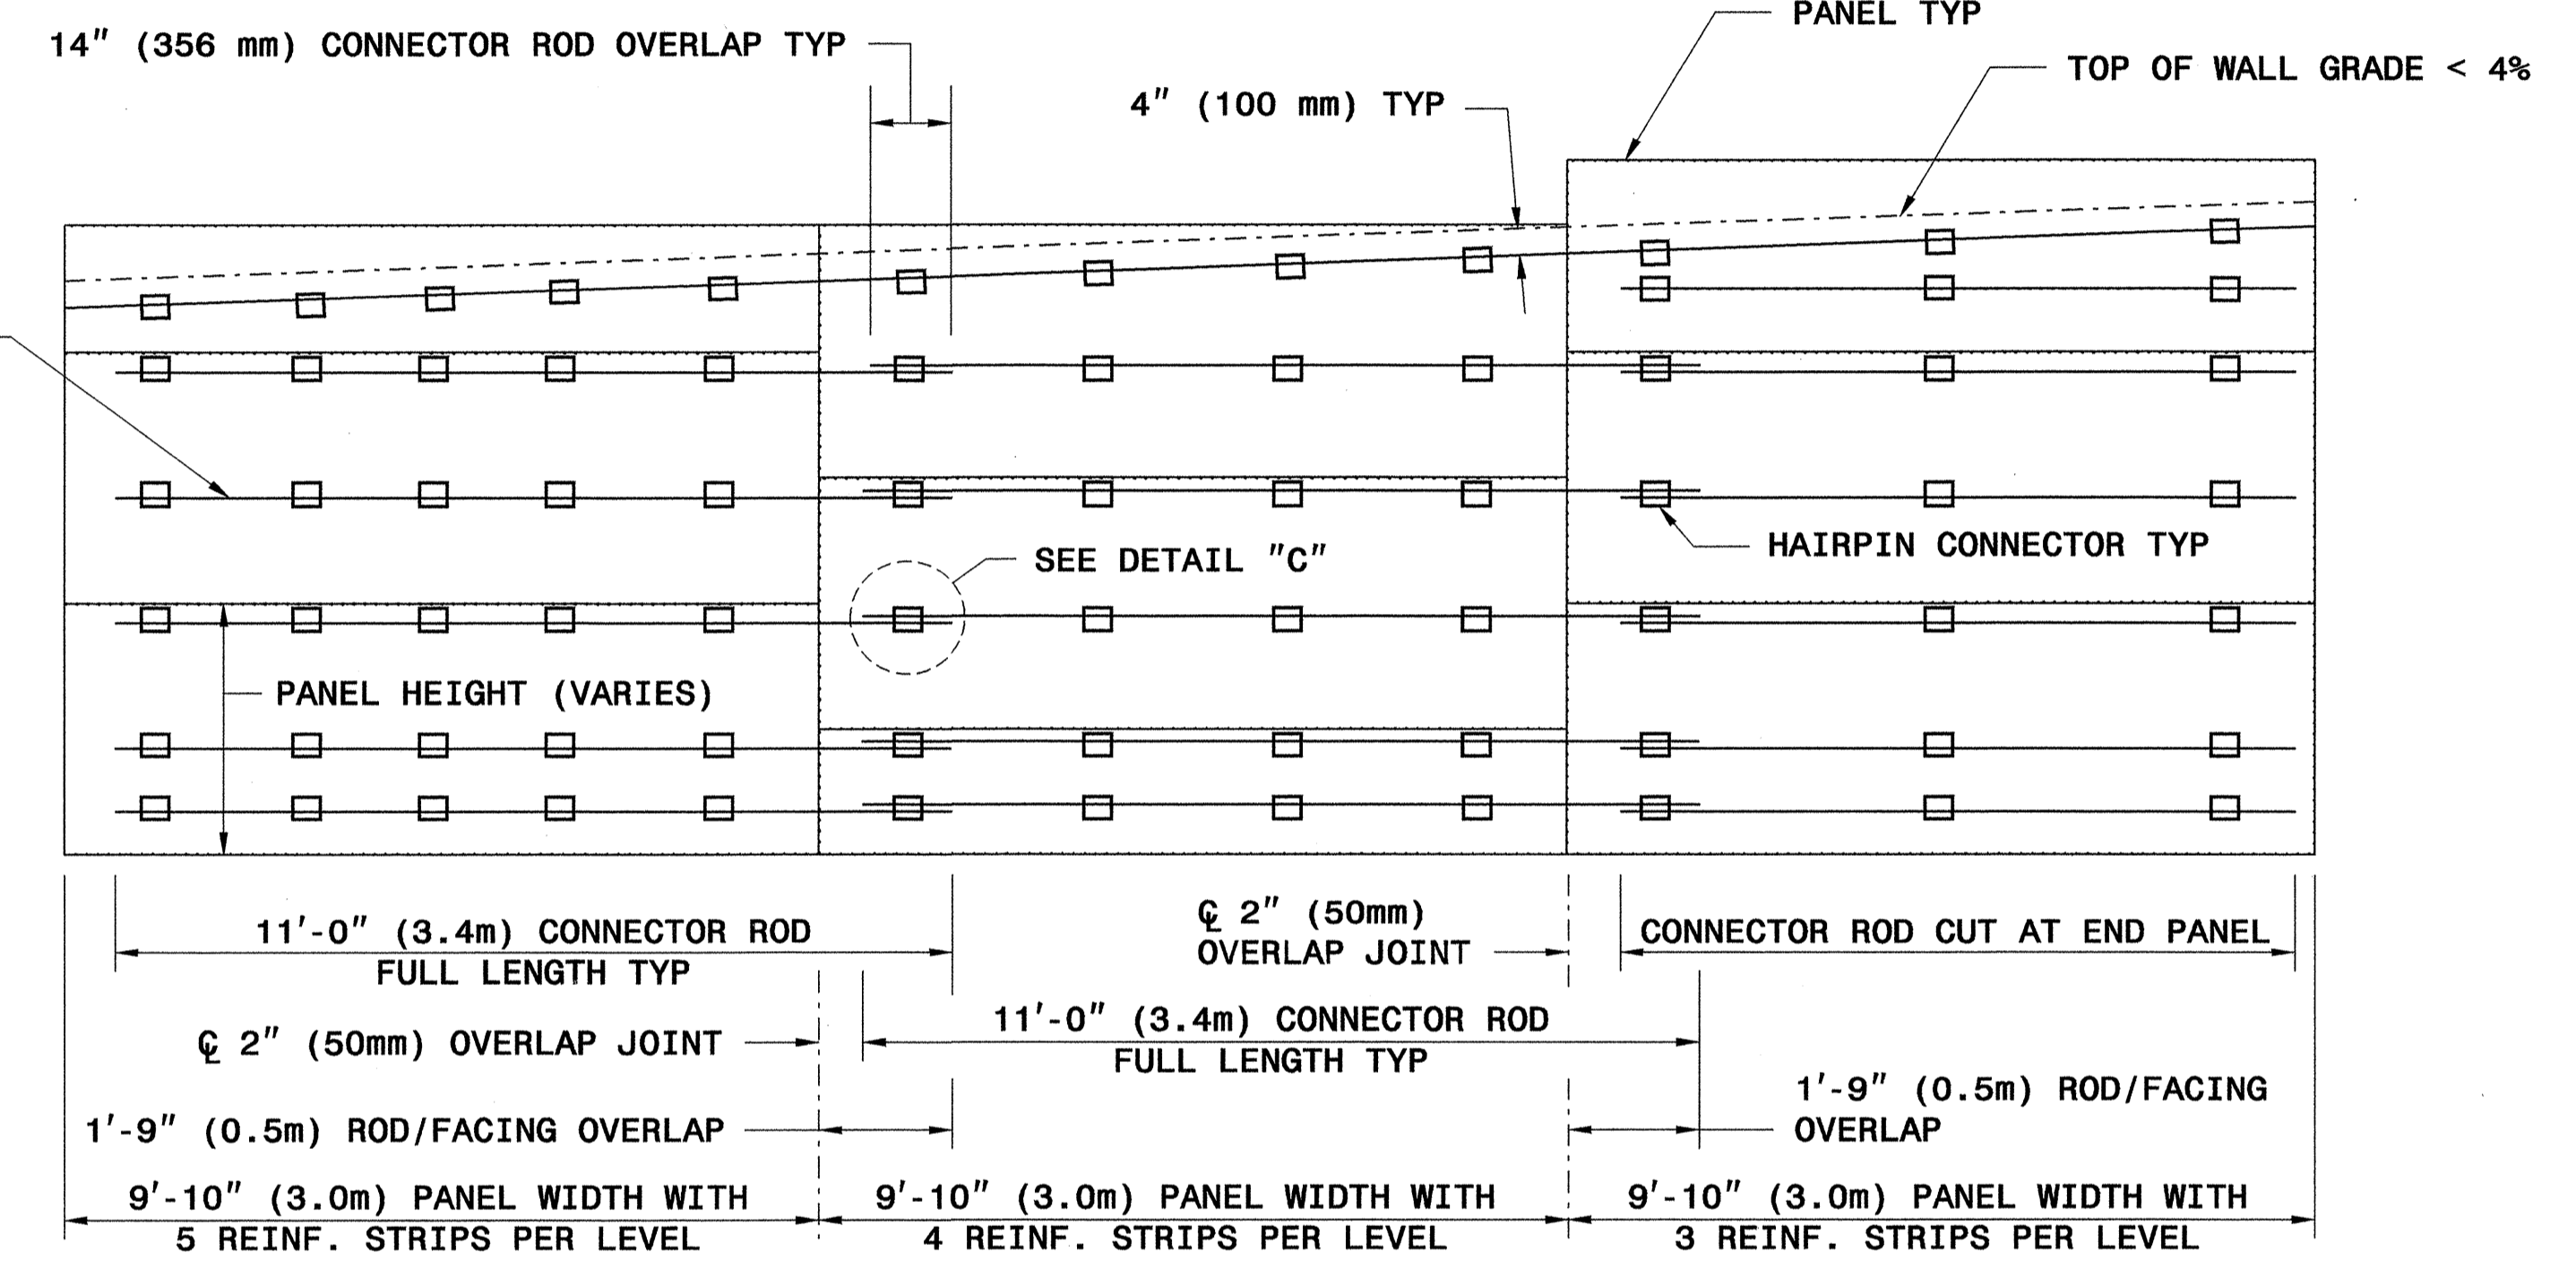 PANEL TYP
14" (356 mm) CONNECTOR ROD OVERLAP TYP
TOP OF WALL GRADE < 4%
4" (100 mm) TYP
HAIRPIN CONNECTOR TYP
SEE DETAIL "C"
PANEL HEIGHT (VARIES)
11'-0" (3.4m) CONNECTOR ROD
FULL LENGTH TYP
℄ 2" (50mm)
OVERLAP JOINT
CONNECTOR ROD CUT AT END PANEL
11'-0" (3.4m) CONNECTOR ROD
FULL LENGTH TYP
℄ 2" (50mm) OVERLAP JOINT
1'-9" (0.5m) ROD/FACING
OVERLAP
1'-9" (0.5m) ROD/FACING OVERLAP
9'-10" (3.0m) PANEL WIDTH WITH
5 REINF. STRIPS PER LEVEL
9'-10" (3.0m) PANEL WIDTH WITH
4 REINF. STRIPS PER LEVEL
9'-10" (3.0m) PANEL WIDTH WITH
3 REINF. STRIPS PER LEVEL